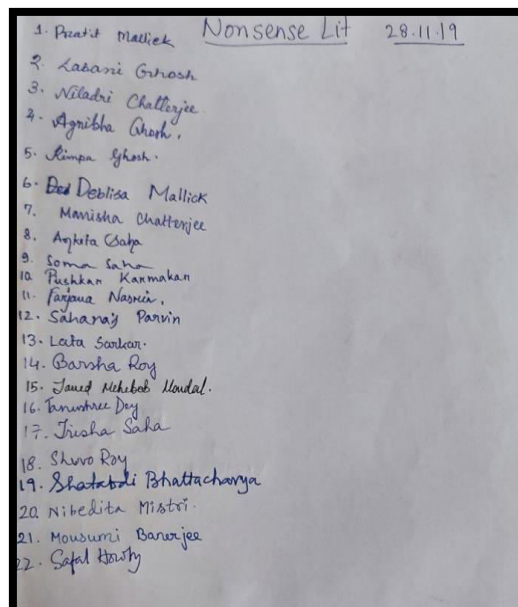 Nonsense Lit 28.11.19
1. Pratit Mallick
2. Labani Ghosh
3. Niladri Chatterjee
4. Agnibha Ghosh.
5. Rimpa Ghosh.
6. Deblisa Mallick
7. Manisha Chatterjee
8. Ankita Saha
9. Soma Saha
10. Pushkar Karmakar
11. Farjana Nasrin.
12. Sahanaj Parvin
13. Lata Sarkar.
14. Barsha Roy
15. Javed Mehebob Mondal.
16. Tanushree Dey
17. Trisha Saha
18. Shuvo Roy
19. Shatabdi Bhattacharya
20. Nibedita Mistri.
21. Mousumi Banerjee
22. Safal